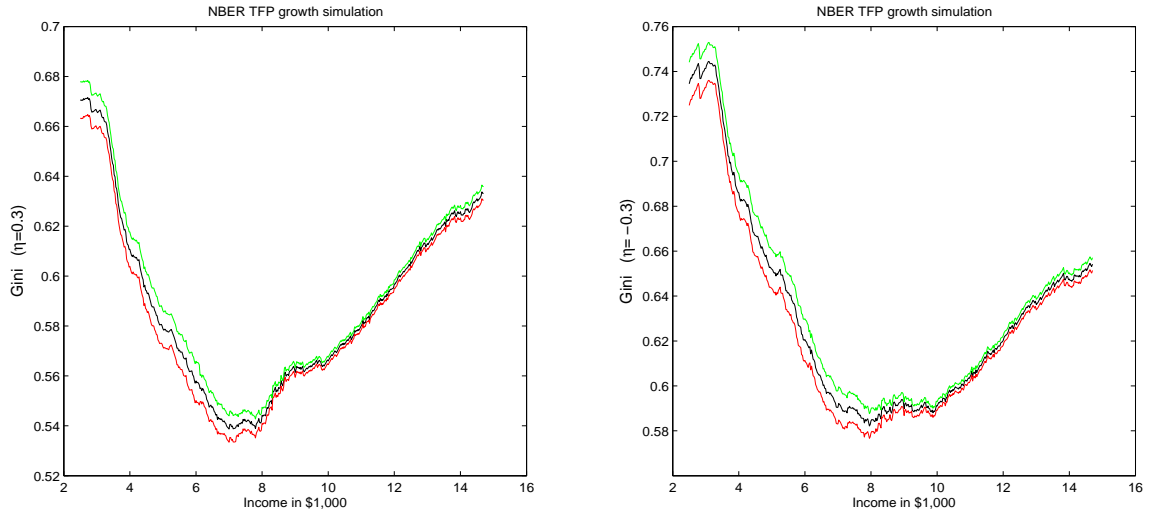 NBER TFP growth simulation
0.7
0.68
0.66
0.64
0.62
0.6
0.58
0.56
0.54
0.52
Gini (η=0.3)
2 4 6 8 10 12 14 16
Income in $1,000
NBER TFP growth simulation
0.76
0.74
0.72
0.7
0.68
0.66
0.64
0.62
0.6
0.58
Gini (η= −0.3)
2 4 6 8 10 12 14 16
Income in $1,000